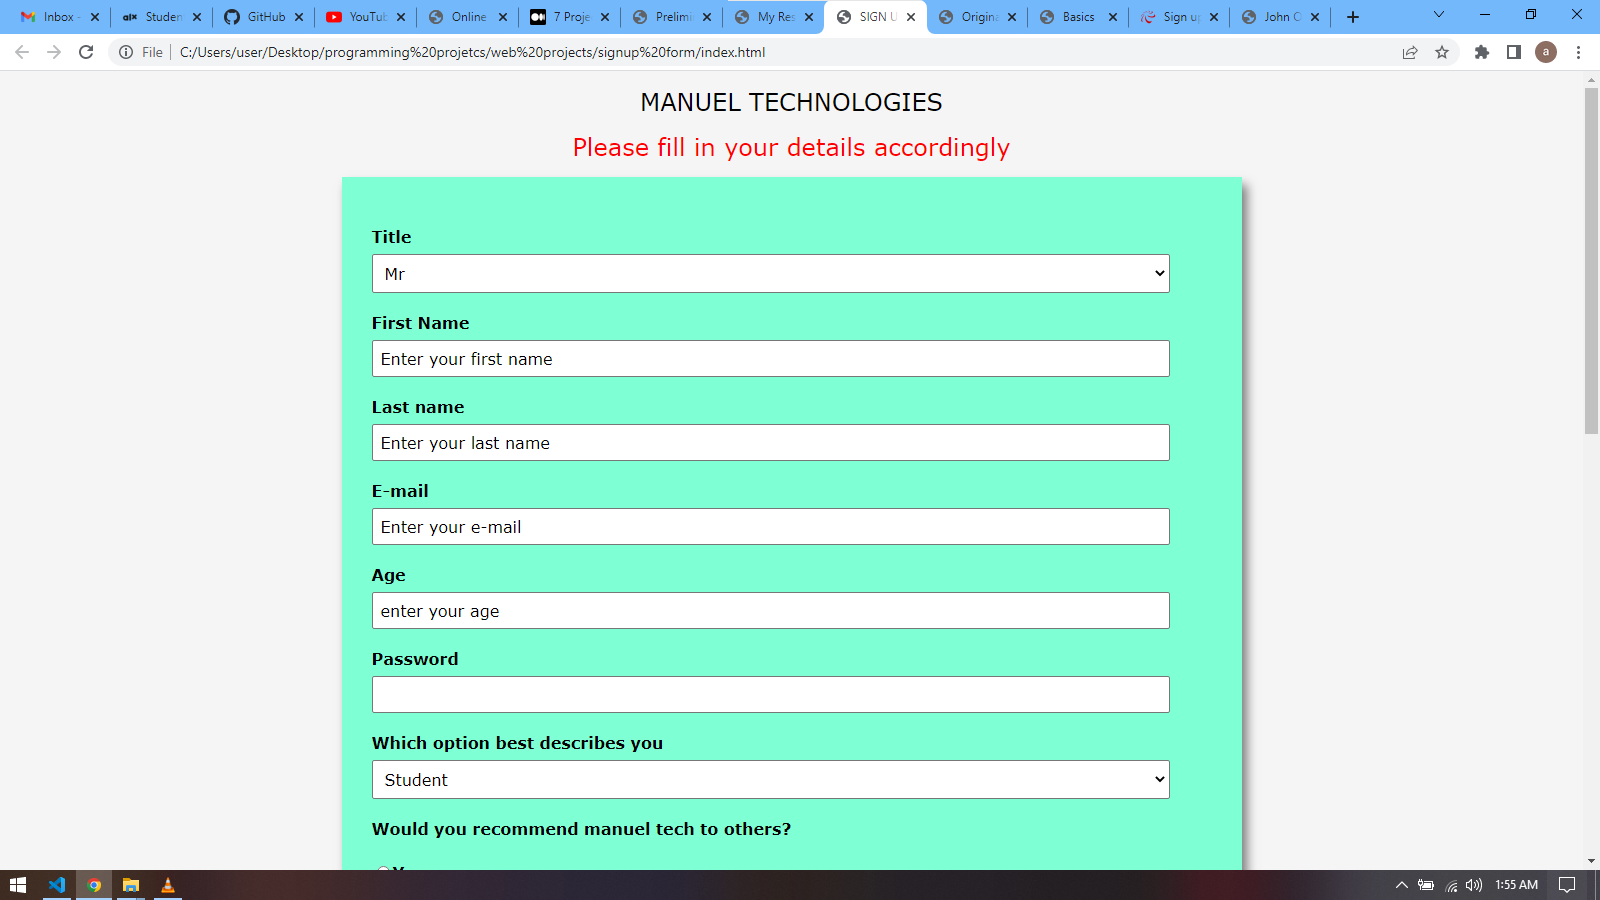 Inbox -
alx Studen
GitHub
YouTub
Online
7 Proje
Prelimi
My Res
SIGN U
Origina
Basics
Sign up
John C
File
C:/Users/user/Desktop/programming%20projetcs/web%20projects/signup%20form/index.html
a
MANUEL TECHNOLOGIES
Please fill in your details accordingly
Title
Mr
First Name
Enter your first name
Last name
Enter your last name
E-mail
Enter your e-mail
Age
enter your age
Password
Which option best describes you
Student
Would you recommend manuel tech to others?
1:55 AM